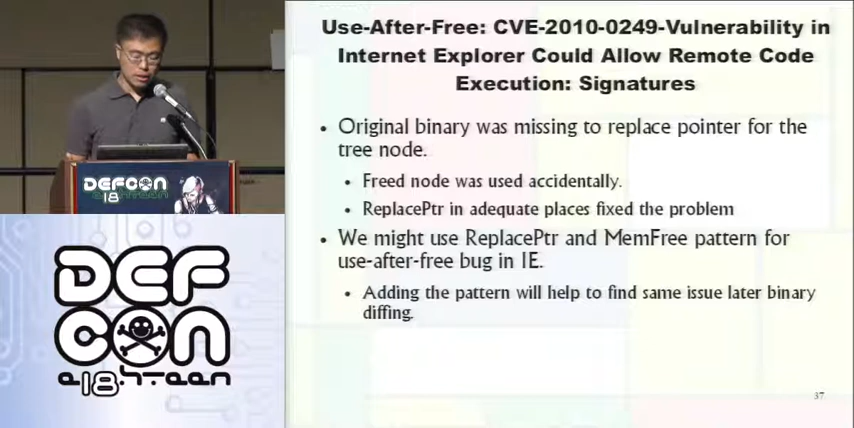 Use-After-Free: CVE-2010-0249-Vulnerability in
Internet Explorer Could Allow Remote Code
Execution: Signatures
• Original binary was missing to replace pointer for the
tree node.
• Freed node was used accidentally.
• ReplacePtr in adequate places fixed the problem
• We might use ReplacePtr and MemFree pattern for
use-after-free bug in IE.
• Adding the pattern will help to find same issue later binary
diffing.
37
DEFCON
18
DEF
CON
e18hteen